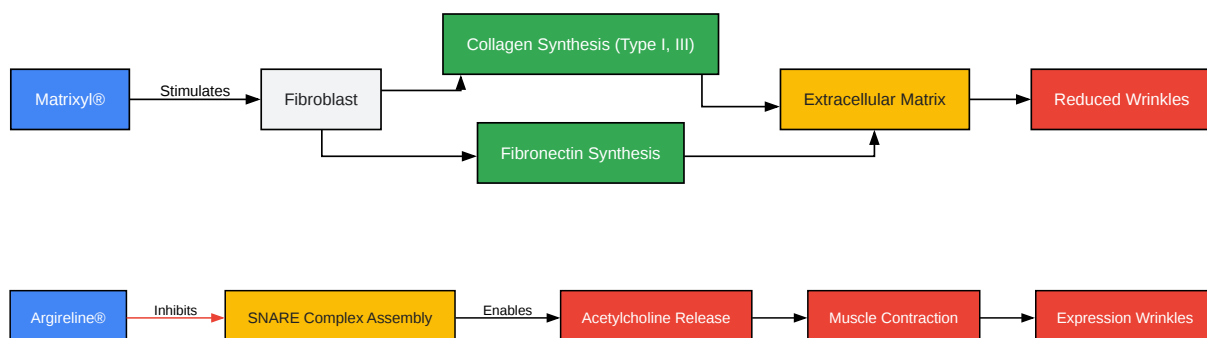 Collagen Synthesis (Type I, III)
Matrixyl®
Stimulates
Fibroblast
Extracellular Matrix
Reduced Wrinkles
Fibronectin Synthesis
Argireline®
Inhibits
SNARE Complex Assembly
Enables
Acetylcholine Release
Muscle Contraction
Expression Wrinkles